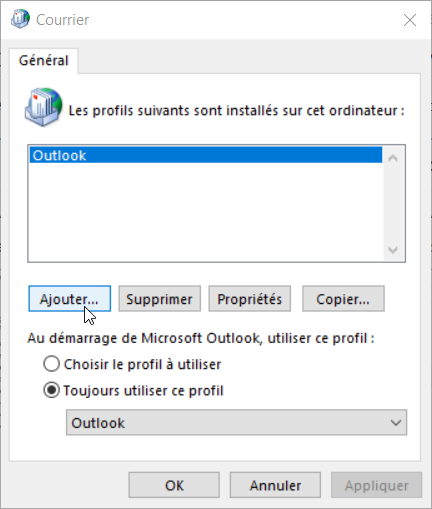 Courrier
Général
Les profils suivants sont installés sur cet ordinateur :
Outlook
Ajouter... Supprimer Propriétés Copier...
Au démarrage de Microsoft Outlook, utiliser ce profil :
Choisir le profil à utiliser
Toujours utiliser ce profil
Outlook
OK Annuler Appliquer